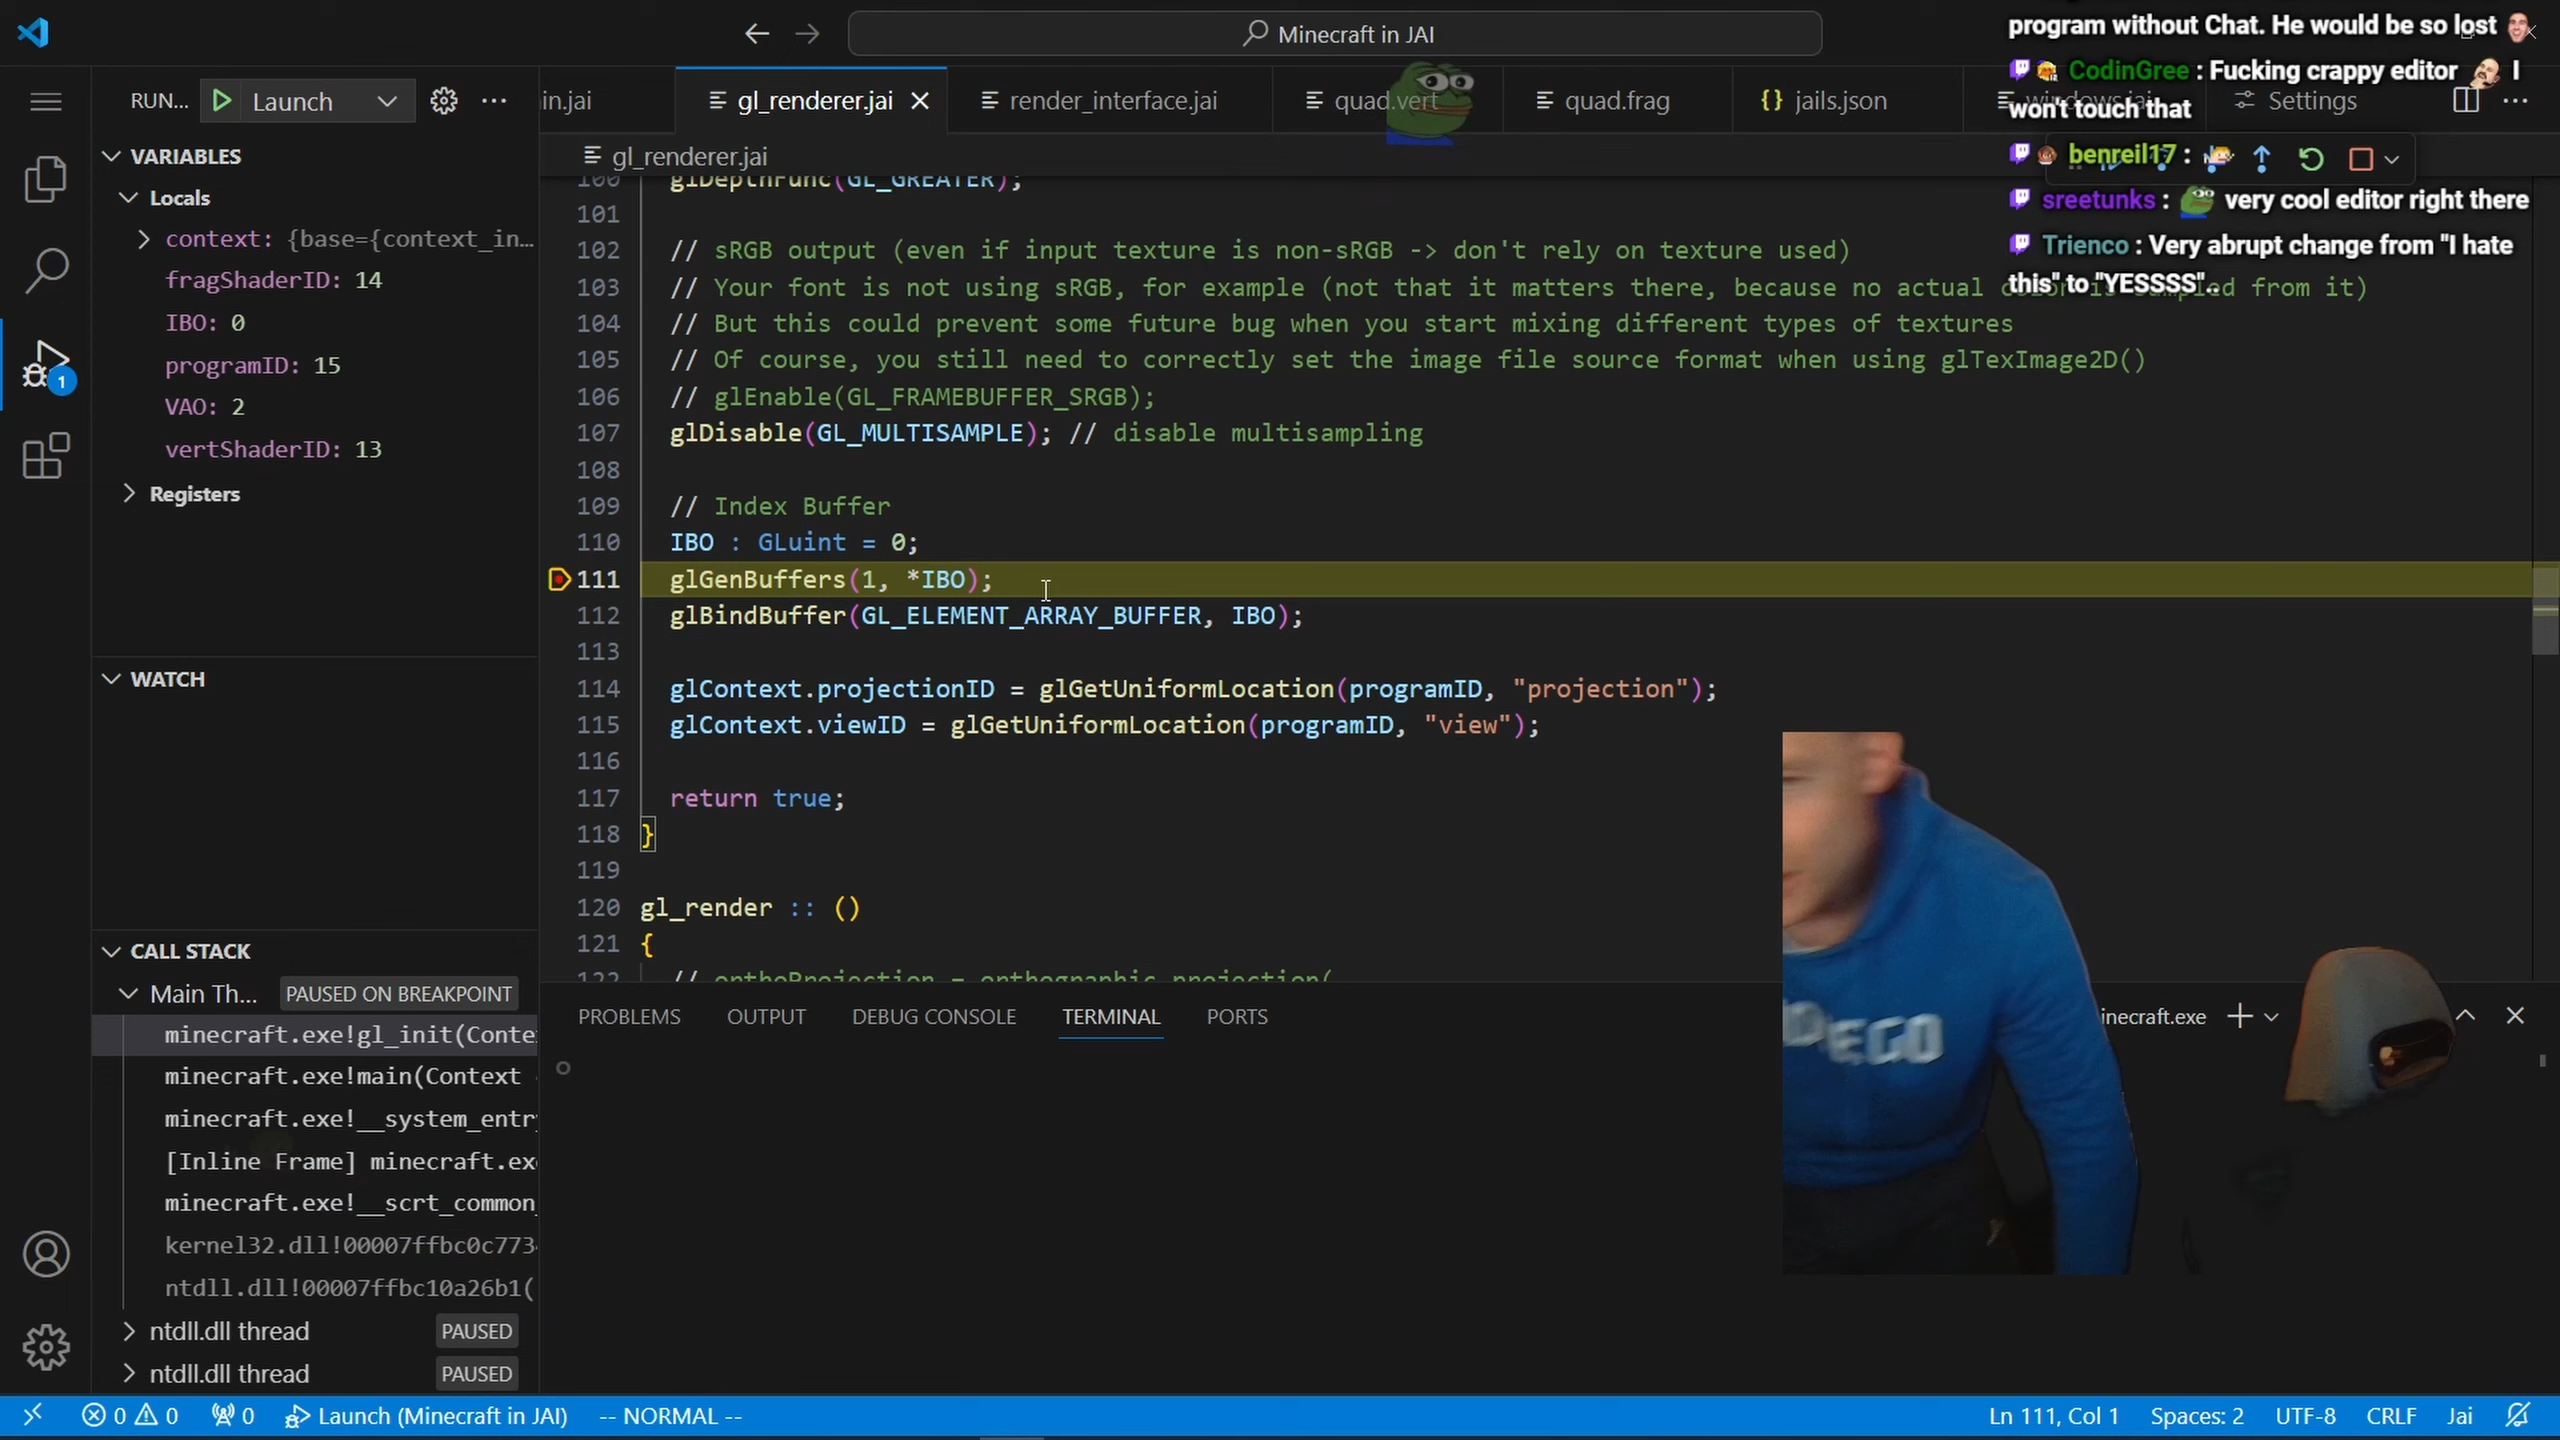 Minecraft in JAI
program without Chat. He would be so lost
CodinGree : Fucking crappy editor I
won't touch that
benreil17 :
sreetunks : very cool editor right there
Trienco : Very abrupt change from "I hate
this" to "YESSSS"..
RUN... Launch
in.jai
gl_renderer.jai
render_interface.jai
quad.vert
quad.frag
{} jails.json
Settings
gl_renderer.jai
VARIABLES
Locals
context: {base={context_in...
fragShaderID: 14
IBO: 0
programID: 15
VAO: 2
vertShaderID: 13
Registers
WATCH
CALL STACK
Main Th... PAUSED ON BREAKPOINT
minecraft.exe!gl_init(Conte
minecraft.exe!main(Context
minecraft.exe!__system_entry
[Inline Frame] minecraft.exe
minecraft.exe!__scrt_common_
kernel32.dll!00007ffbc0c773
ntdll.dll!00007ffbc10a26b1(
ntdll.dll thread PAUSED
ntdll.dll thread PAUSED
100 glDepthFunc(GL_GREATER);
101
102 // sRGB output (even if input texture is non-sRGB -> don't rely on texture used)
103 // Your font is not using sRGB, for example (not that it matters there, because no actual color is sampled from it)
104 // But this could prevent some future bug when you start mixing different types of textures
105 // Of course, you still need to correctly set the image file source format when using glTexImage2D()
106 // glEnable(GL_FRAMEBUFFER_SRGB);
107 glDisable(GL_MULTISAMPLE); // disable multisampling
108
109 // Index Buffer
110 IBO : GLuint = 0;
111 glGenBuffers(1, *IBO);
112 glBindBuffer(GL_ELEMENT_ARRAY_BUFFER, IBO);
113
114 glContext.projectionID = glGetUniformLocation(programID, "projection");
115 glContext.viewID = glGetUniformLocation(programID, "view");
116
117 return true;
118 }
119
120 gl_render :: ()
121 {
122 // orthoProjection = orthographic_projection(
PROBLEMS OUTPUT DEBUG CONSOLE TERMINAL PORTS
inecraft.exe
1
0 0 0 Launch (Minecraft in JAI) -- NORMAL --
Ln 111, Col 1 Spaces: 2 UTF-8 CRLF Jai